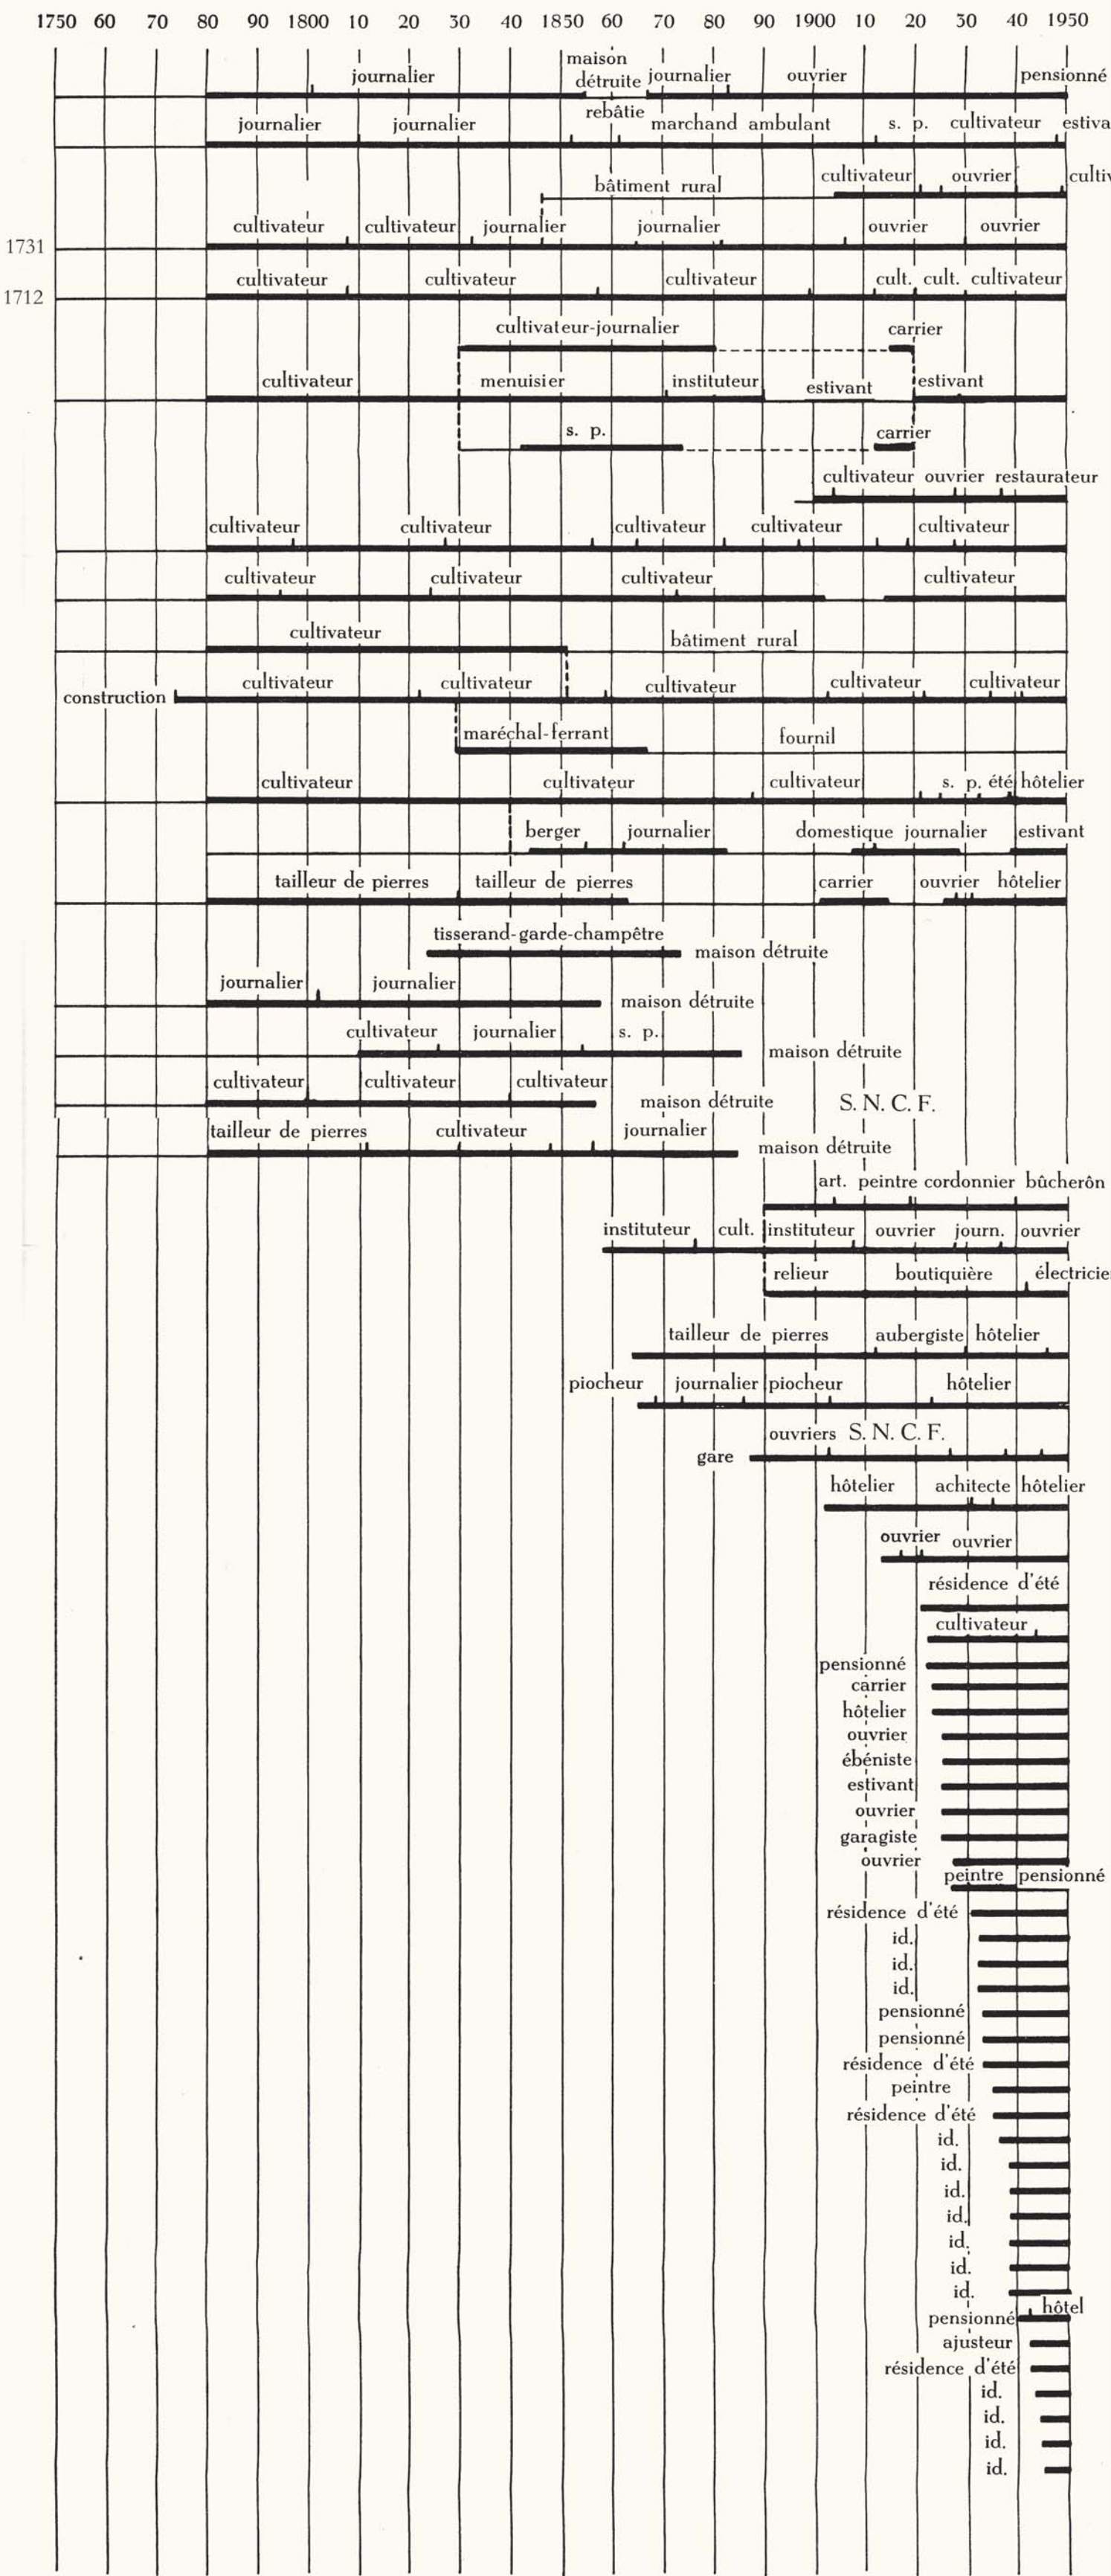 1750 60 70 80 90 1800 10 20 30 40 1850 60 70 80 90 1900 10 20 30 40 1950
maison
journalier détruite journalier ouvrier pensionné
rebâtie
journalier journalier marchand ambulant s. p. cultivateur estiva
bâtiment rural cultivateur ouvrier cultiv
cultivateur cultivateur journalier journalier ouvrier ouvrier
1731
cultivateur cultivateur cultivateur cult. cult. cultivateur
1712
cultivateur-journalier carrier
cultivateur menuisier instituteur estivant estivant
s. p. carrier
cultivateur ouvrier restaurateur
cultivateur cultivateur cultivateur cultivateur cultivateur
cultivateur cultivateur cultivateur cultivateur
cultivateur bâtiment rural
cultivateur cultivateur cultivateur cultivateur cultivateur
construction
maréchal-ferrant fournil
cultivateur cultivateur cultivateur s. p. été hôtelier
berger journalier domestique journalier estivant
tailleur de pierres tailleur de pierres carrier ouvrier hôtelier
tisserand-garde-champêtre
maison détruite
journalier journalier
maison détruite
cultivateur journalier s. p.
maison détruite
cultivateur cultivateur cultivateur
maison détruite S. N. C. F.
tailleur de pierres cultivateur journalier
maison détruite
art. peintre cordonnier bûcherôn
instituteur cult. instituteur ouvrier journ. ouvrier
relieur boutiquière électricie
tailleur de pierres aubergiste hôtelier
piocheur journalier piocheur hôtelier
ouvriers S. N. C. F.
gare
hôtelier achitecte hôtelier
ouvrier ouvrier
résidence d'été
cultivateur
pensionné
carrier
hôtelier
ouvrier
ébéniste
estivant
ouvrier
garagiste
ouvrier
peintre pensionné
résidence d'été
id.
id.
id.
pensionné
pensionné
résidence d'été
peintre
résidence d'été
id.
id.
id.
id.
id.
id.
id.
hôtel
pensionné
ajusteur
résidence d'été
id.
id.
id.
id.